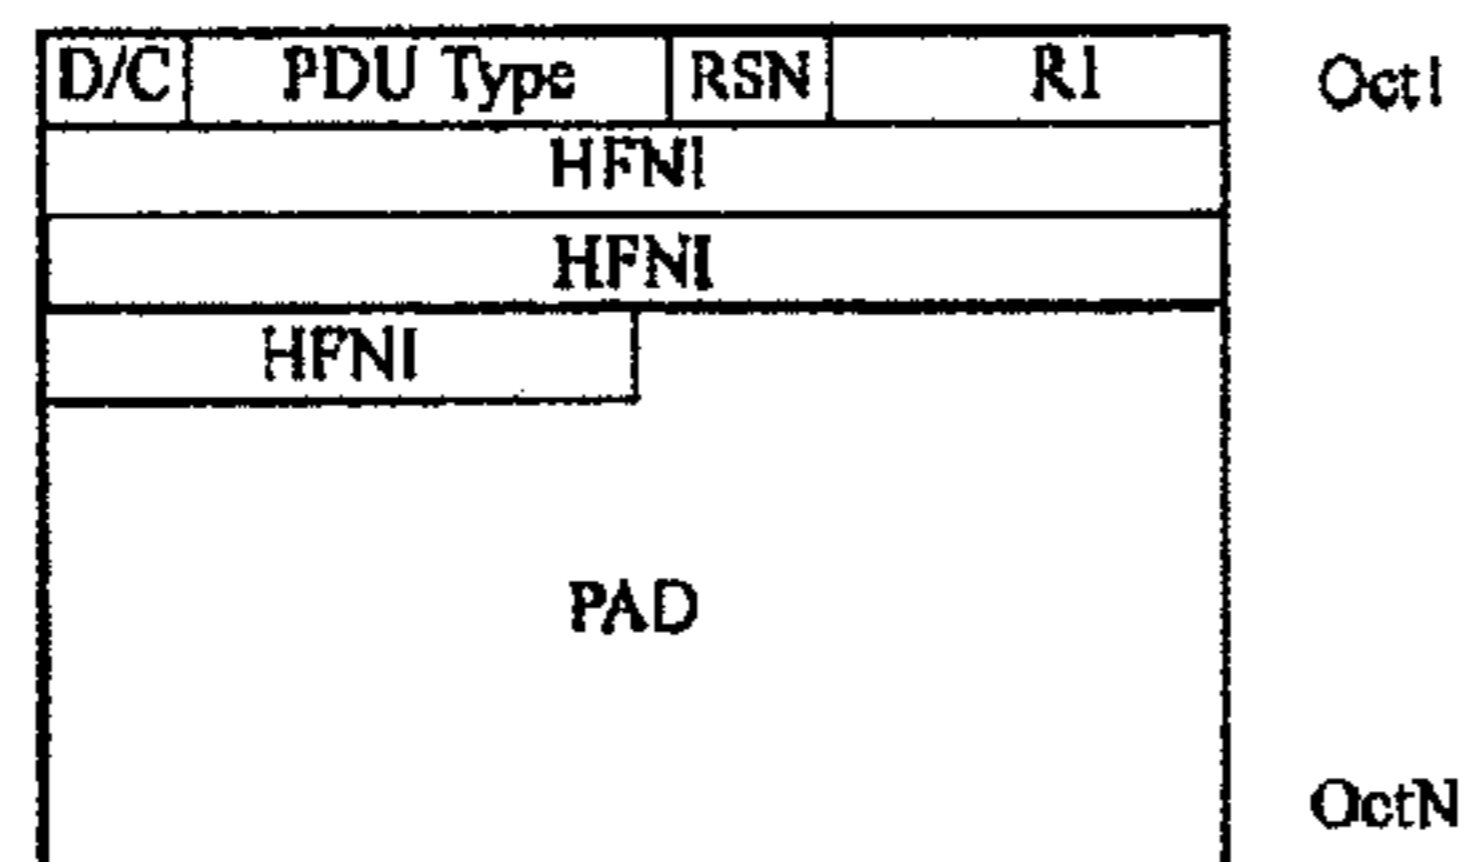 D/C PDU Type RSN R1 Oct1
HFNI
HFNI
HFNI
PAD
OctN